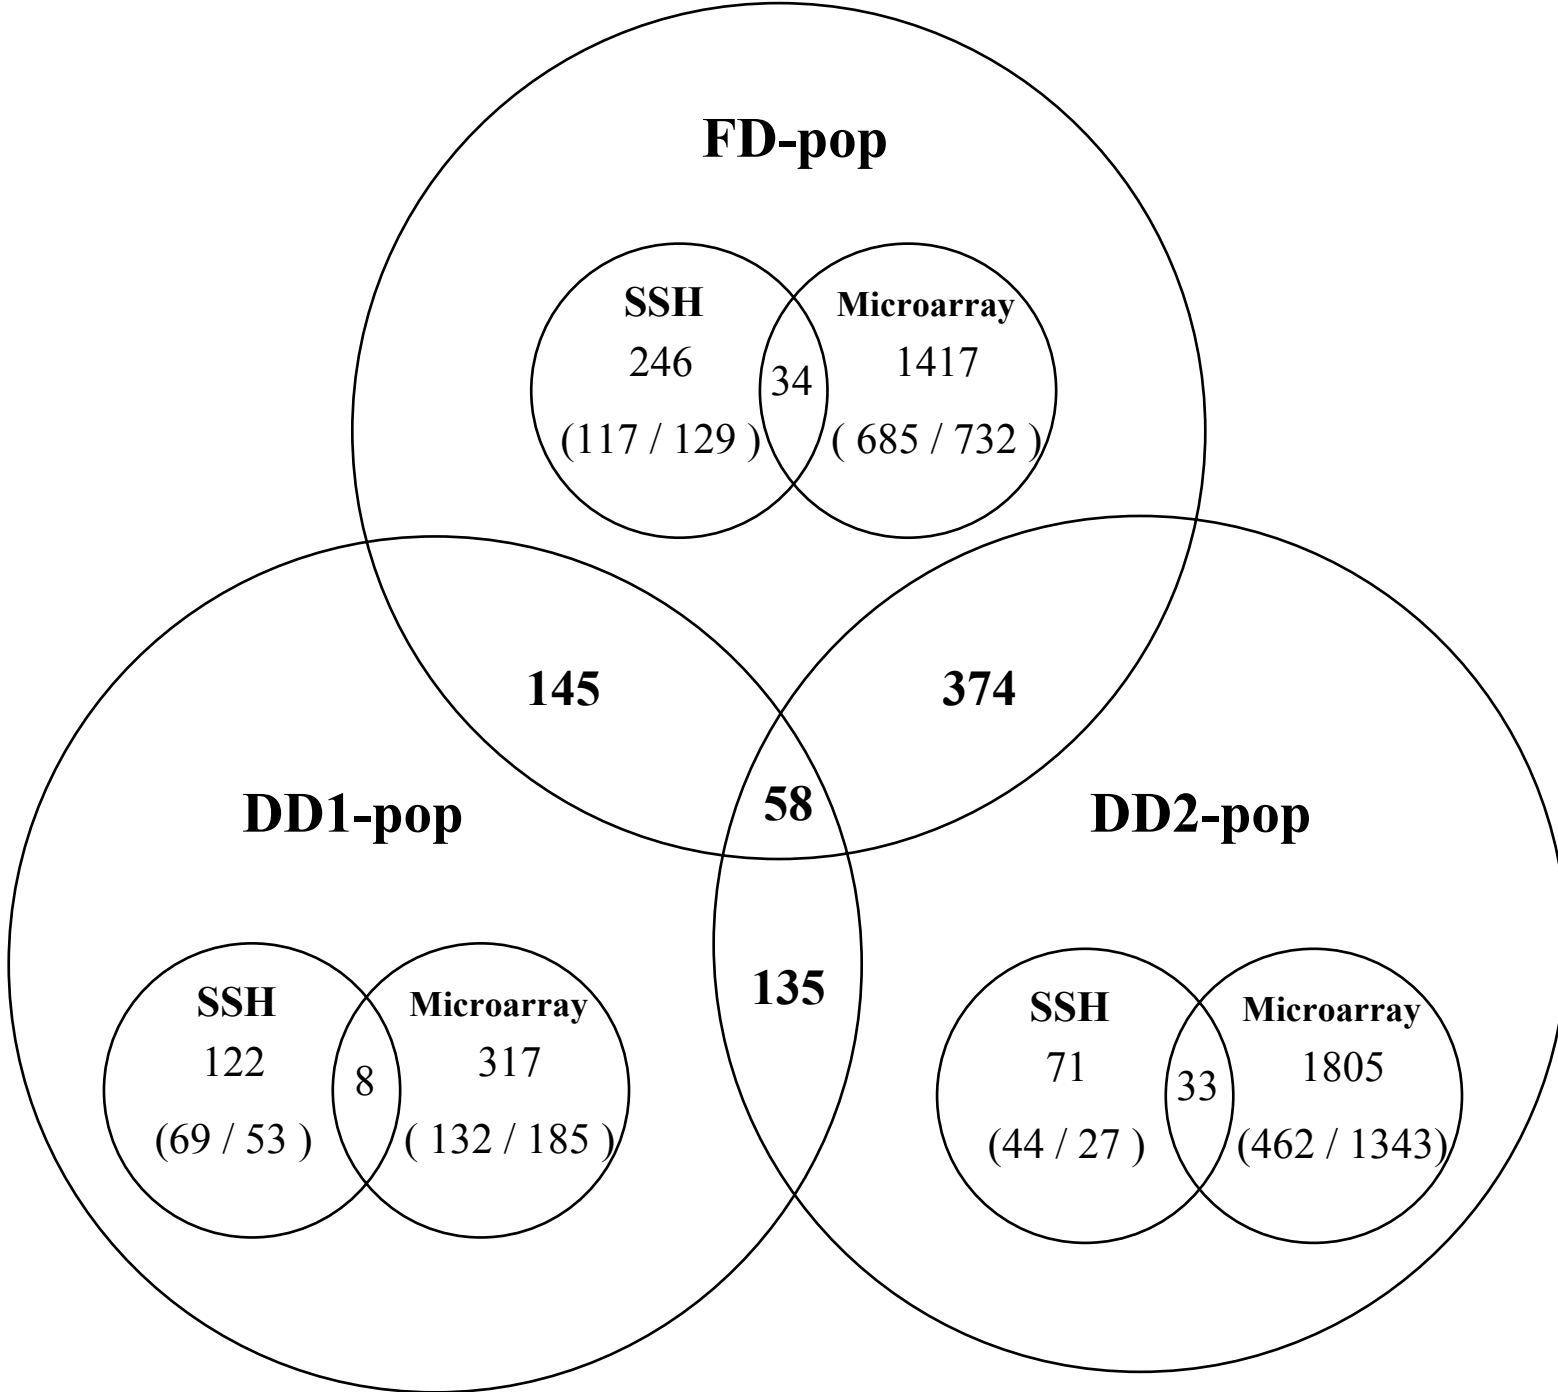 FD-pop
SSH
246
(117 / 129 )
34
Microarray
1417
( 685 / 732 )
145
374
58
135
DD1-pop
SSH
122
(69 / 53 )
8
Microarray
317
( 132 / 185 )
DD2-pop
SSH
71
(44 / 27 )
33
Microarray
1805
(462 / 1343)